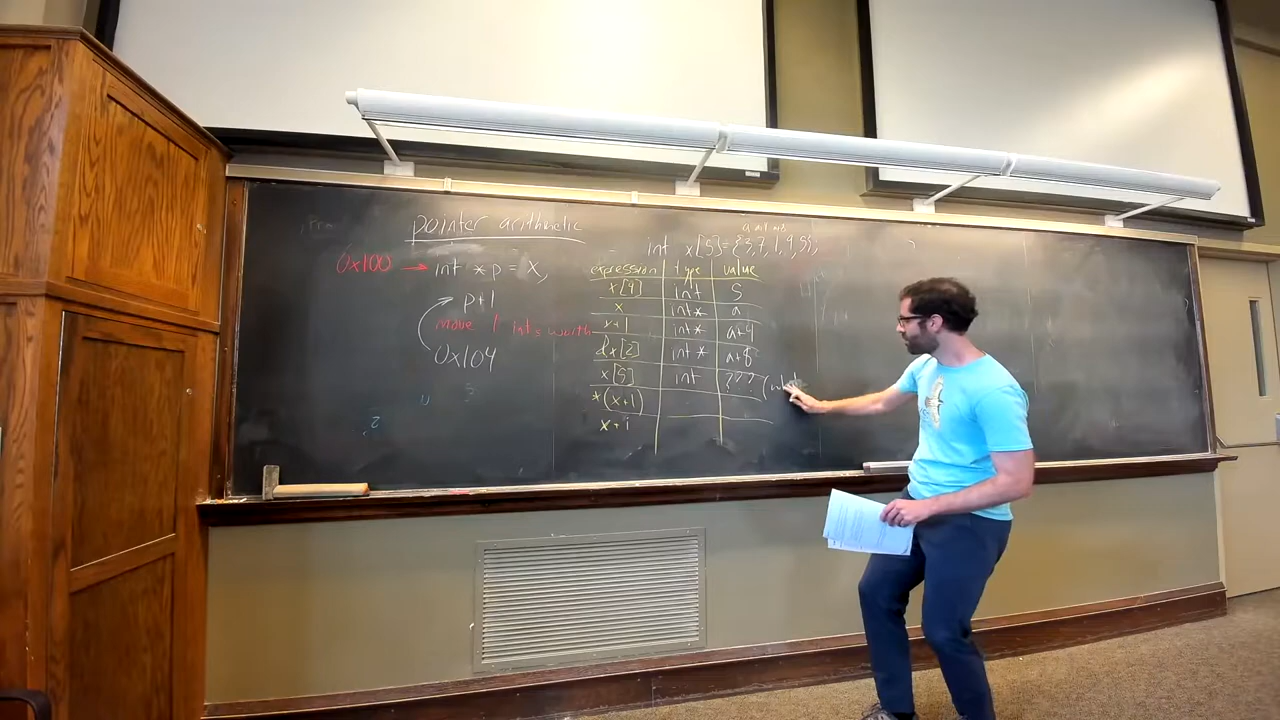 pointer arithmetic
0x100 → int *p = x;
p+1
move 1 int's worth
0x104
int x[5] = {3,7,1,9,5};
expression type value
x[4] int 5
x int* a
x+1 int* a+4
&x[2] int* a+8
x[5] int ???
*(x+1)
x+i